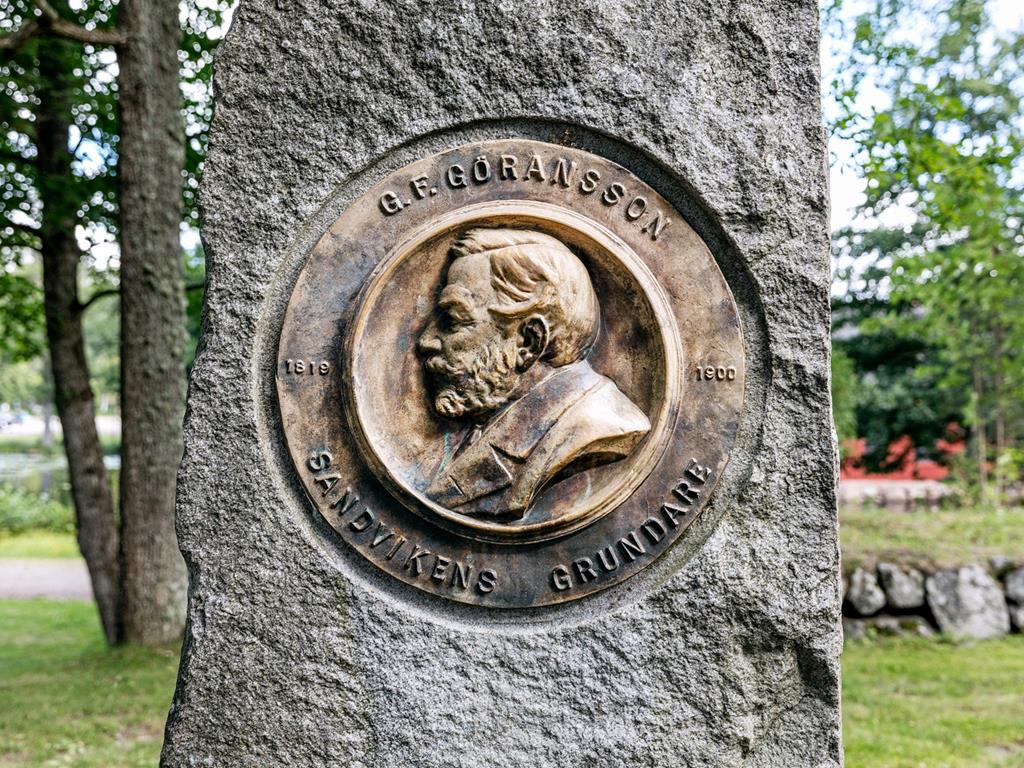 G. F. GÖRANSSON
1819
1900
SANDVIKENS GRUNDARE